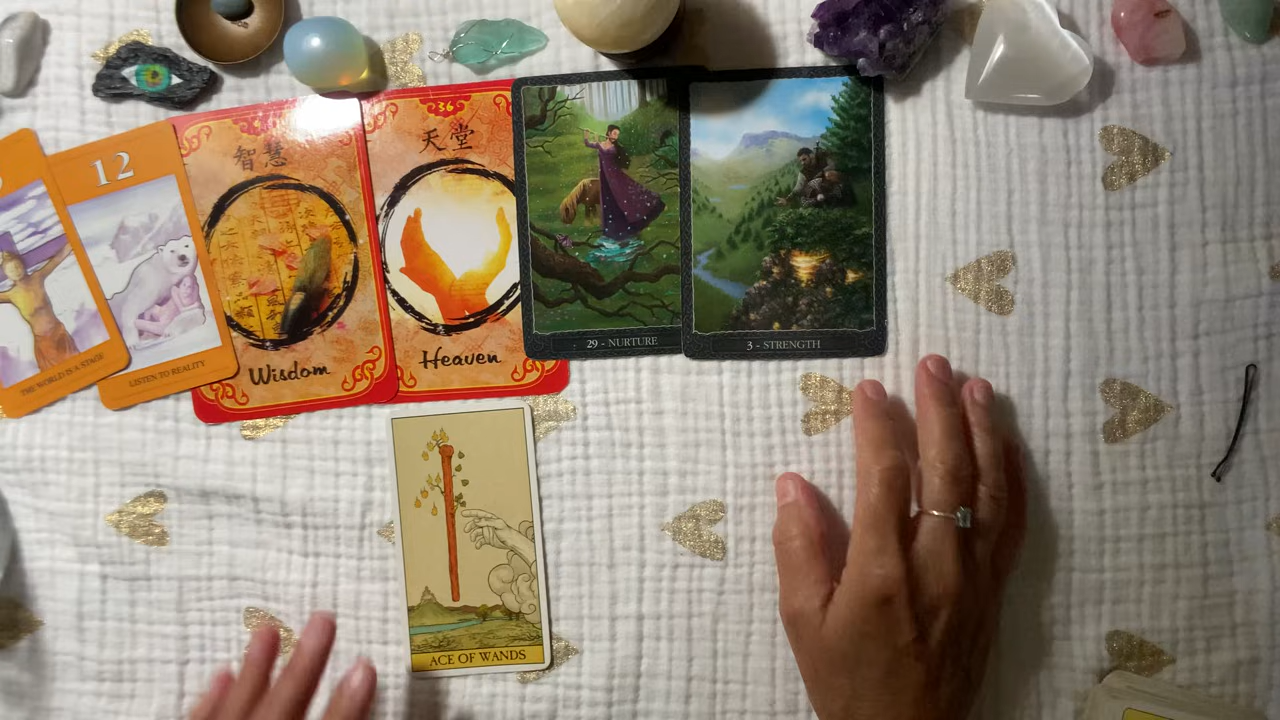 THE WORLD IS A STAGE
12
LISTEN TO REALITY
智慧
Wisdom
36
天堂
Heaven
29 - NURTURE
3 - STRENGTH
ACE OF WANDS